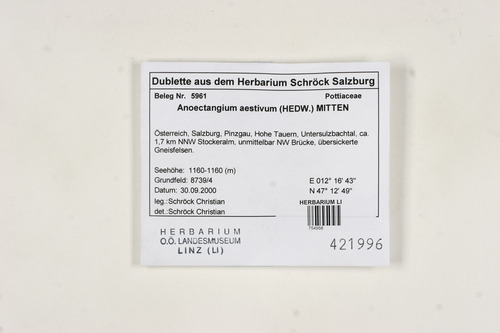 Dublette aus dem Herbarium Schröck Salzburg
Beleg Nr. 5961 Pottiaceae
Anoectangium aestivum (HEDW.) MITTEN
Österreich, Salzburg, Pinzgau, Hohe Tauern, Untersulzbachtal, ca.
1,7 km NNW Stockeralm, unmittelbar NW Brücke, übersickerte
Gneisfelsen.
Seehöhe: 1160-1160 (m)
Grundfeld: 8739/4 E 012° 16' 43"
Datum: 30.09.2000 N 47° 12' 49"
leg.:Schröck Christian HERBARIUM LI
det.:Schröck Christian
HERBARIUM
O.Ö. LANDESMUSEUM
LINZ (LI)
421996